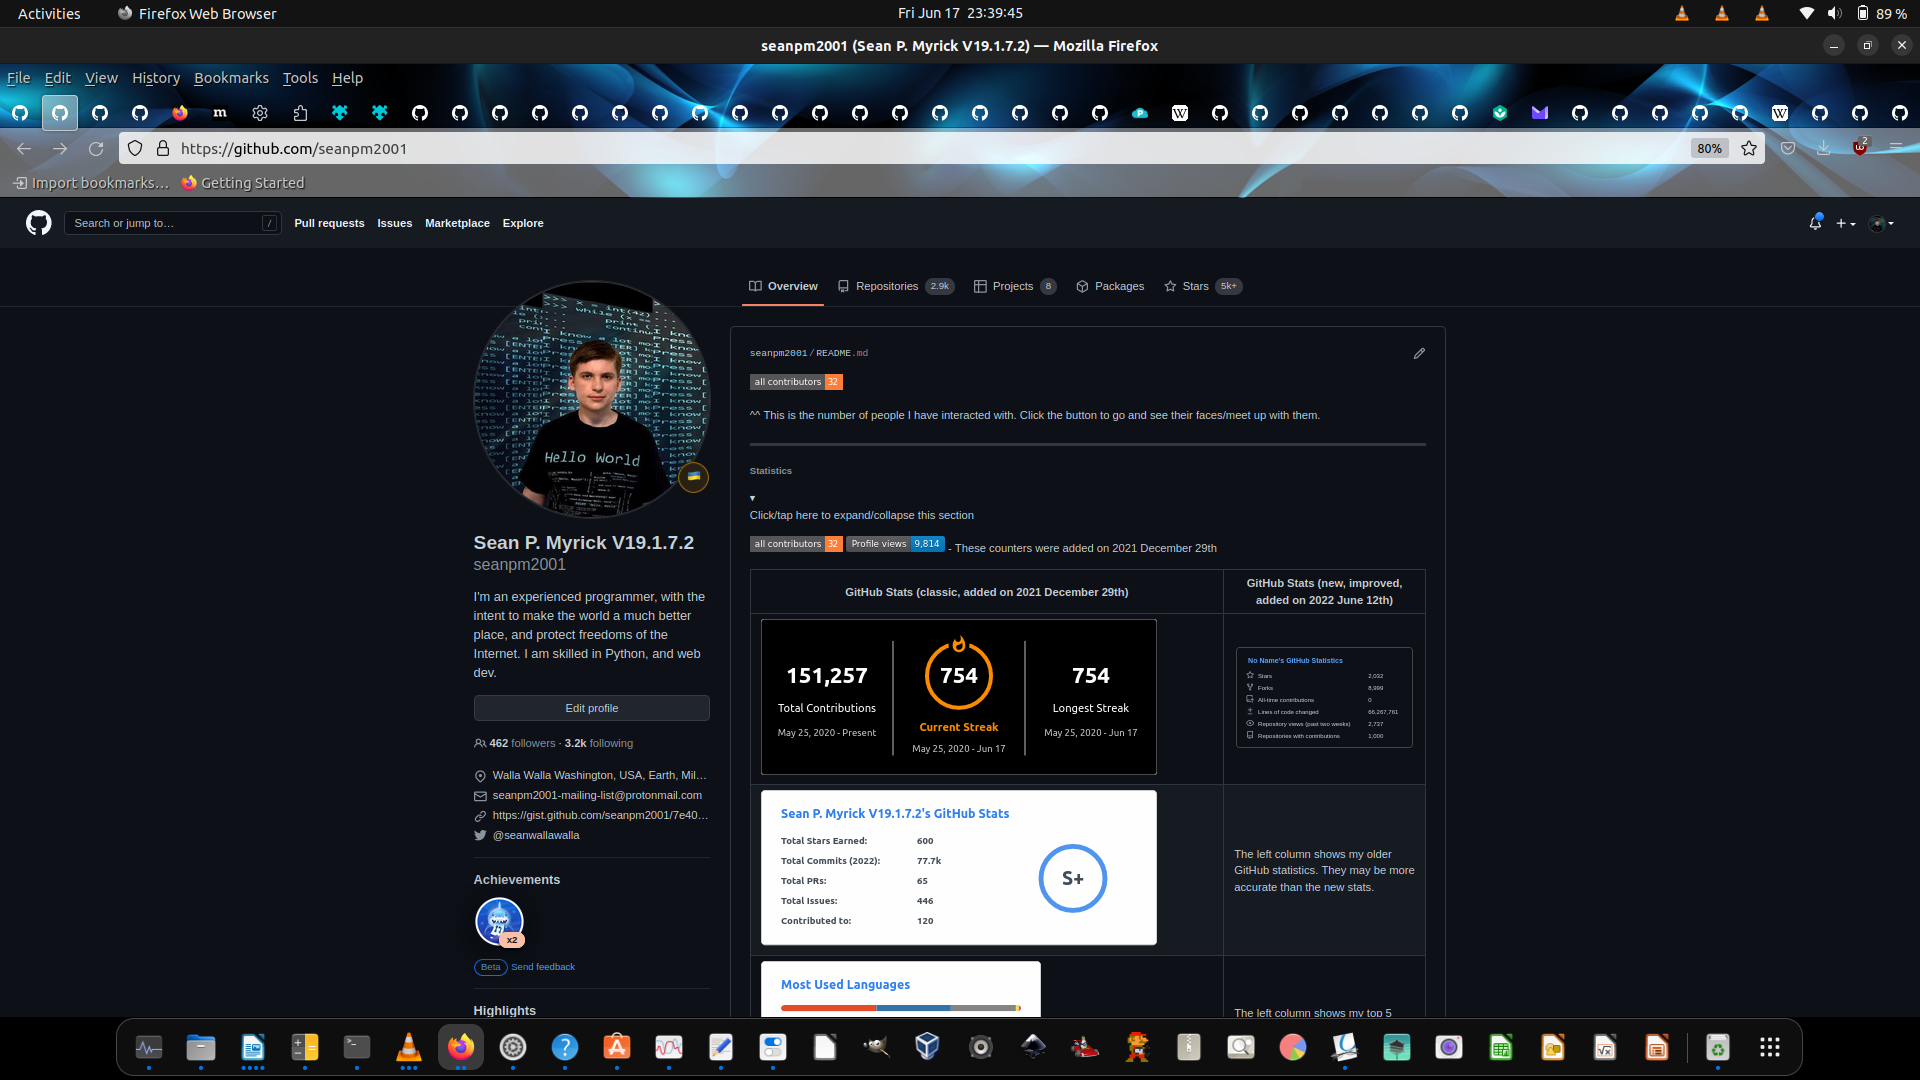 Activities
Firefox Web Browser
Fri Jun 17  23:39:45
89 %
seanpm2001 (Sean P. Myrick V19.1.7.2) — Mozilla Firefox
File Edit View History Bookmarks Tools Help
https://github.com/seanpm2001
80%
2
Import bookmarks…
Getting Started
Search or jump to…
/
Pull requests Issues Marketplace Explore
Overview
Repositories 2.9k
Projects 8
Packages
Stars 5k+
Hello World
Sean P. Myrick V19.1.7.2
seanpm2001
I'm an experienced programmer, with the
intent to make the world a much better
place, and protect freedoms of the
Internet. I am skilled in Python, and web
dev.
Edit profile
462 followers · 3.2k following
Walla Walla Washington, USA, Earth, Mil…
seanpm2001-mailing-list@protonmail.com
https://gist.github.com/seanpm2001/7e40…
@seanwallawalla
Achievements
x2
Beta Send feedback
Highlights
seanpm2001/README.md
all contributors 32
^^ This is the number of people I have interacted with. Click the button to go and see their faces/meet up with them.
Statistics
▾
Click/tap here to expand/collapse this section
all contributors 32 Profile views 9,814 - These counters were added on 2021 December 29th
GitHub Stats (classic, added on 2021 December 29th)
GitHub Stats (new, improved,
added on 2022 June 12th)
151,257
Total Contributions
May 25, 2020 - Present
754
Current Streak
May 25, 2020 - Jun 17
754
Longest Streak
May 25, 2020 - Jun 17
No Name's GitHub Statistics
Stars 2,032
Forks 8,999
All-time contributions 0
Lines of code changed 66,267,761
Repository views (past two weeks) 2,737
Repositories with contributions 1,000
Sean P. Myrick V19.1.7.2's GitHub Stats
Total Stars Earned: 600
Total Commits (2022): 77.7k
Total PRs: 65
Total Issues: 446
Contributed to: 120
S+
The left column shows my older
GitHub statistics. They may be more
accurate than the new stats.
Most Used Languages
The left column shows my top 5